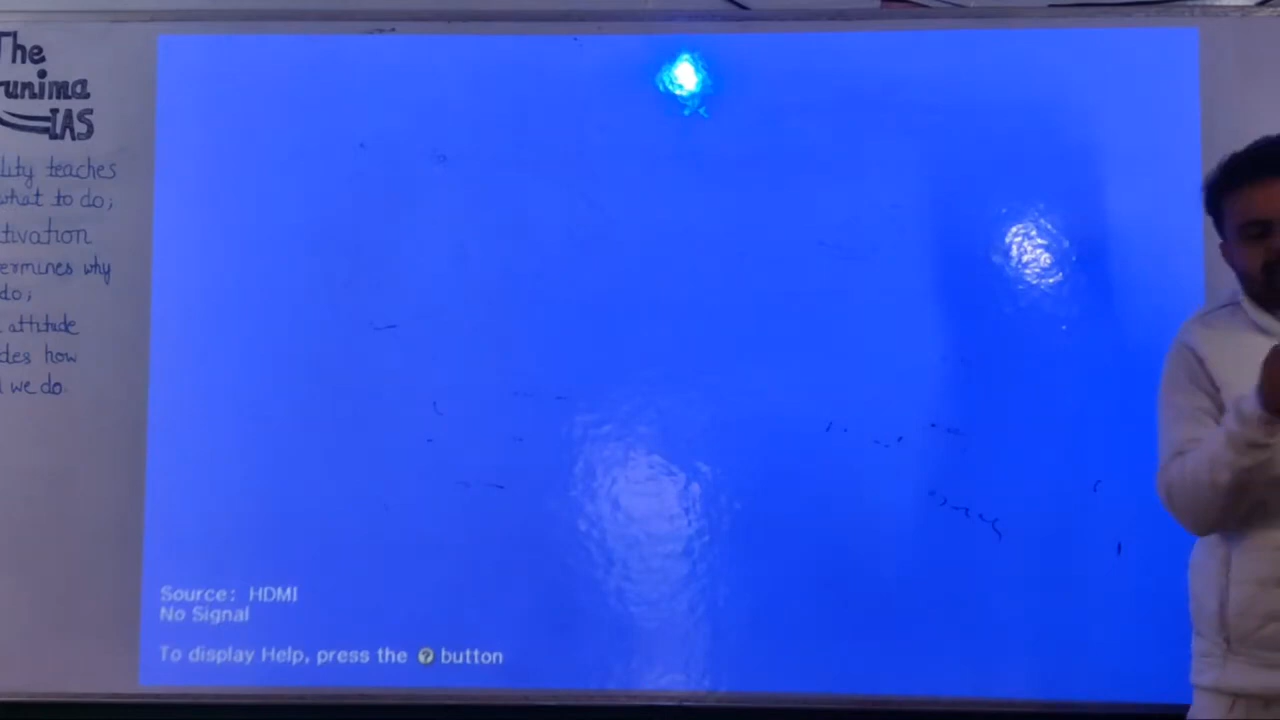 The
unima
IAS
lity teaches
what to do;
tivation
ermines why
do;
attitude
des how
we do.
Source: HDMI
No Signal
To display Help, press the ? button